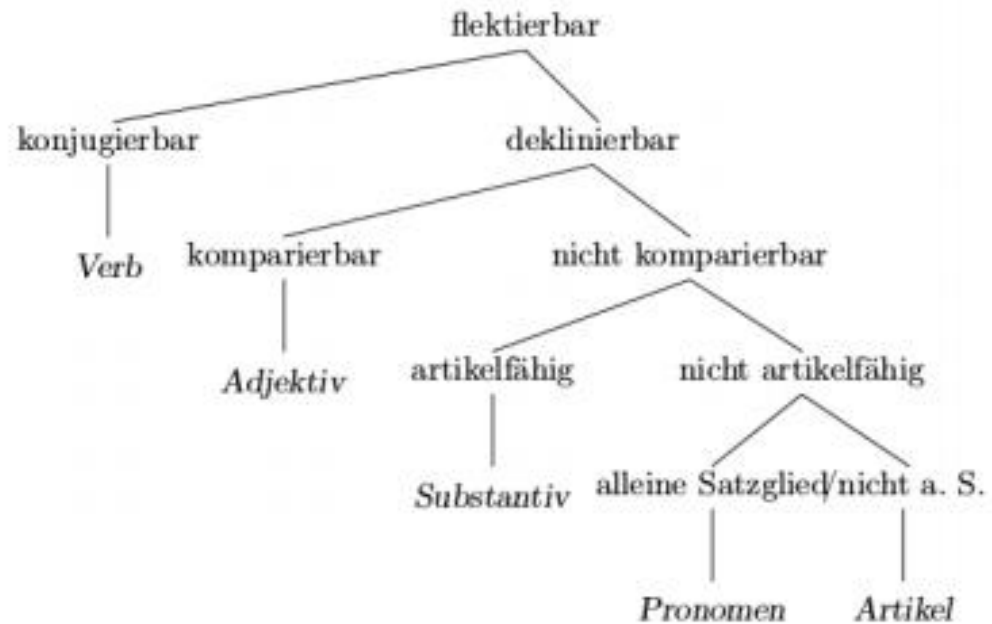 flektierbar
konjugierbar deklinierbar
Verb komparierbar nicht komparierbar
Adjektiv artikelfähig nicht artikelfähig
Substantiv alleine Satzglied/nicht a. S.
Pronomen Artikel